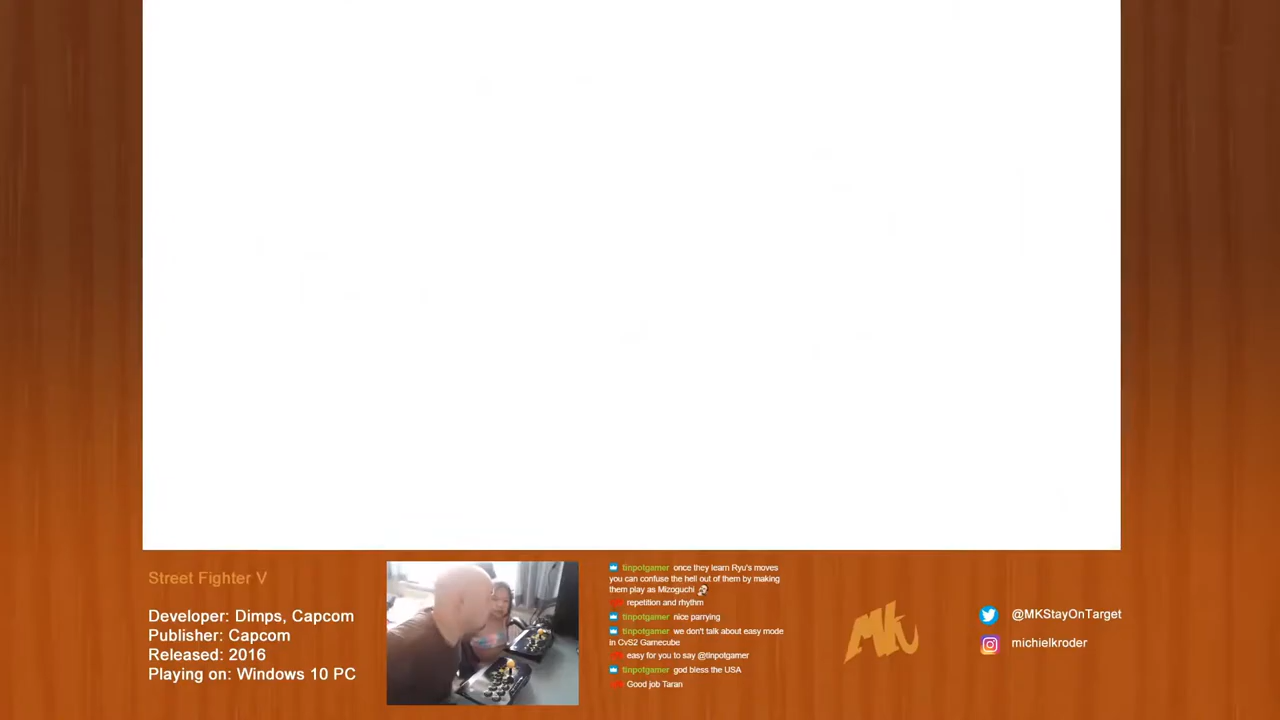 Street Fighter V
Developer: Dimps, Capcom
Publisher: Capcom
Released: 2016
Playing on: Windows 10 PC
tinpotgamer once they learn Ryu's moves
you can confuse the hell out of them by making
them play as Mizoguchi
repetition and rhythm
tinpotgamer nice parrying
tinpotgamer we don't talk about easy mode
in CvS2 Gamecube
easy for you to say @tinpotgamer
tinpotgamer god bless the USA
Good job Taran
MK
@MKStayOnTarget
michielkroder